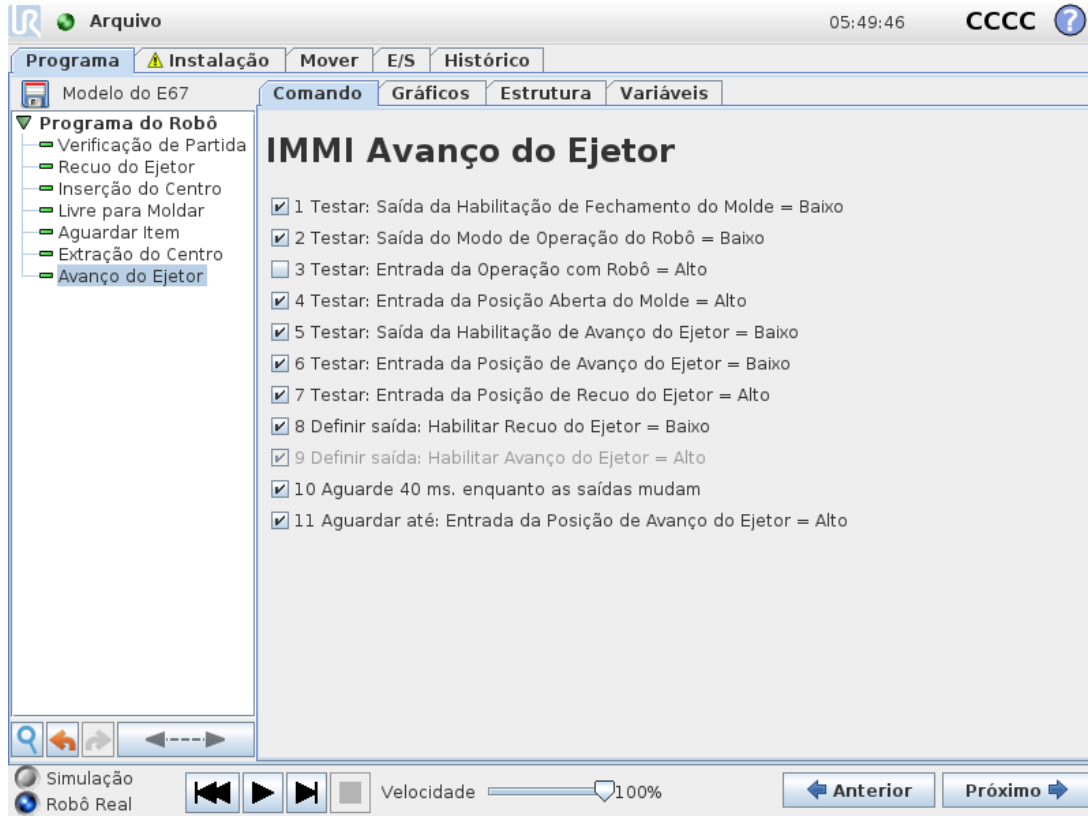 UR Arquivo 05:49:46 CCCC ?
Programa Instalação Mover E/S Histórico
Modelo do E67
Comando Gráficos Estrutura Variáveis
Programa do Robô
Verificação de Partida
Recuo do Ejetor
Inserção do Centro
Livre para Moldar
Aguardar Item
Extração do Centro
Avanço do Ejetor
IMMI Avanço do Ejetor
1 Testar: Saída da Habilitação de Fechamento do Molde = Baixo
2 Testar: Saída do Modo de Operação do Robô = Baixo
3 Testar: Entrada da Operação com Robô = Alto
4 Testar: Entrada da Posição Aberta do Molde = Alto
5 Testar: Saída da Habilitação de Avanço do Ejetor = Baixo
6 Testar: Entrada da Posição de Avanço do Ejetor = Baixo
7 Testar: Entrada da Posição de Recuo do Ejetor = Alto
8 Definir saída: Habilitar Recuo do Ejetor = Baixo
9 Definir saída: Habilitar Avanço do Ejetor = Alto
10 Aguarde 40 ms. enquanto as saídas mudam
11 Aguardar até: Entrada da Posição de Avanço do Ejetor = Alto
Simulação
Robô Real
Velocidade 100%
Anterior Próximo